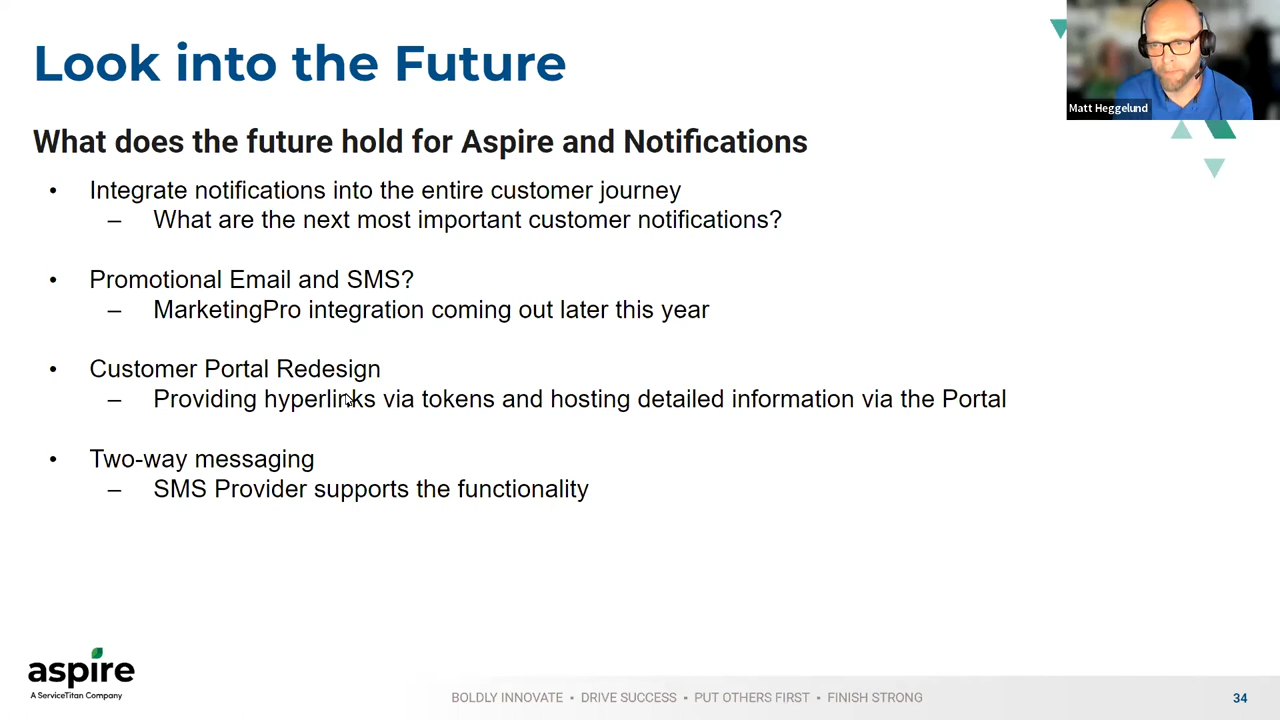 Look into the Future
Matt Heggelund
What does the future hold for Aspire and Notifications
• Integrate notifications into the entire customer journey
– What are the next most important customer notifications?
• Promotional Email and SMS?
– MarketingPro integration coming out later this year
• Customer Portal Redesign
– Providing hyperlinks via tokens and hosting detailed information via the Portal
• Two-way messaging
– SMS Provider supports the functionality
aspire
A ServiceTitan Company
BOLDLY INNOVATE • DRIVE SUCCESS • PUT OTHERS FIRST • FINISH STRONG
34